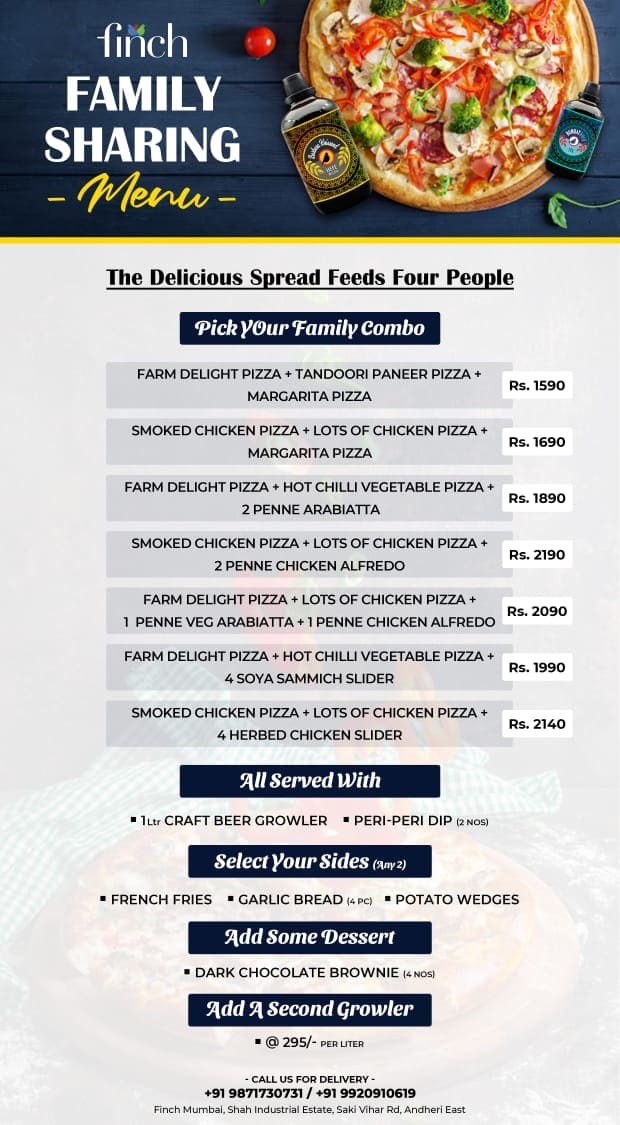 finch
FAMILY
SHARING
- Menu -
The Delicious Spread Feeds Four People
Pick YOur Family Combo
FARM DELIGHT PIZZA + TANDOORI PANEER PIZZA +
MARGARITA PIZZA
Rs. 1590
SMOKED CHICKEN PIZZA + LOTS OF CHICKEN PIZZA +
MARGARITA PIZZA
Rs. 1690
FARM DELIGHT PIZZA + HOT CHILLI VEGETABLE PIZZA +
2 PENNE ARABIATTA
Rs. 1890
SMOKED CHICKEN PIZZA + LOTS OF CHICKEN PIZZA +
2 PENNE CHICKEN ALFREDO
Rs. 2190
FARM DELIGHT PIZZA + LOTS OF CHICKEN PIZZA +
1 PENNE VEG ARABIATTA + 1 PENNE CHICKEN ALFREDO
Rs. 2090
FARM DELIGHT PIZZA + HOT CHILLI VEGETABLE PIZZA +
4 SOYA SAMMICH SLIDER
Rs. 1990
SMOKED CHICKEN PIZZA + LOTS OF CHICKEN PIZZA +
4 HERBED CHICKEN SLIDER
Rs. 2140
All Served With
▪ 1Ltr CRAFT BEER GROWLER ▪ PERI-PERI DIP (2 NOS)
Select Your Sides (Any 2)
▪ FRENCH FRIES ▪ GARLIC BREAD (4 PC) ▪ POTATO WEDGES
Add Some Dessert
▪ DARK CHOCOLATE BROWNIE (4 NOS)
Add A Second Growler
▪ @ 295/- PER LITER
- CALL US FOR DELIVERY -
+91 9871730731 / +91 9920910619
Finch Mumbai, Shah Industrial Estate, Saki Vihar Rd, Andheri East